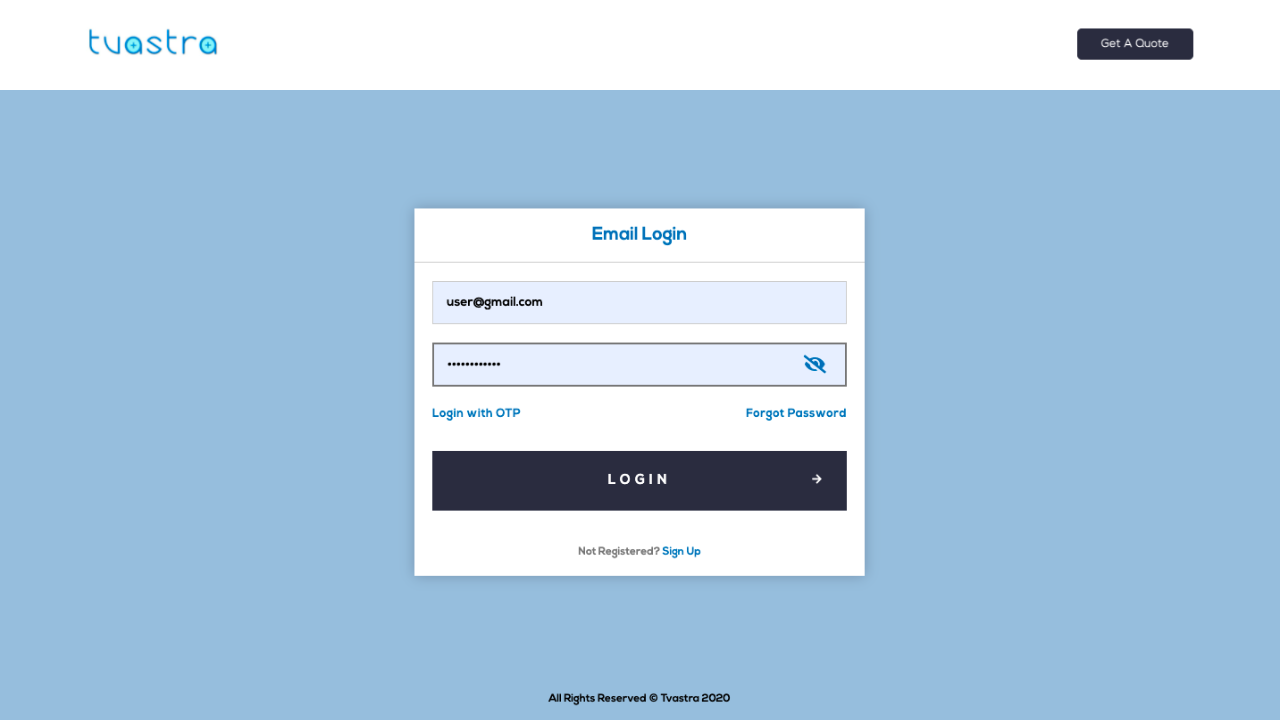 tvastra
Get A Quote
Email Login
user@gmail.com
••••••••••••
Login with OTP
Forgot Password
LOGIN →
Not Registered? Sign Up
All Rights Reserved © Tvastra 2020